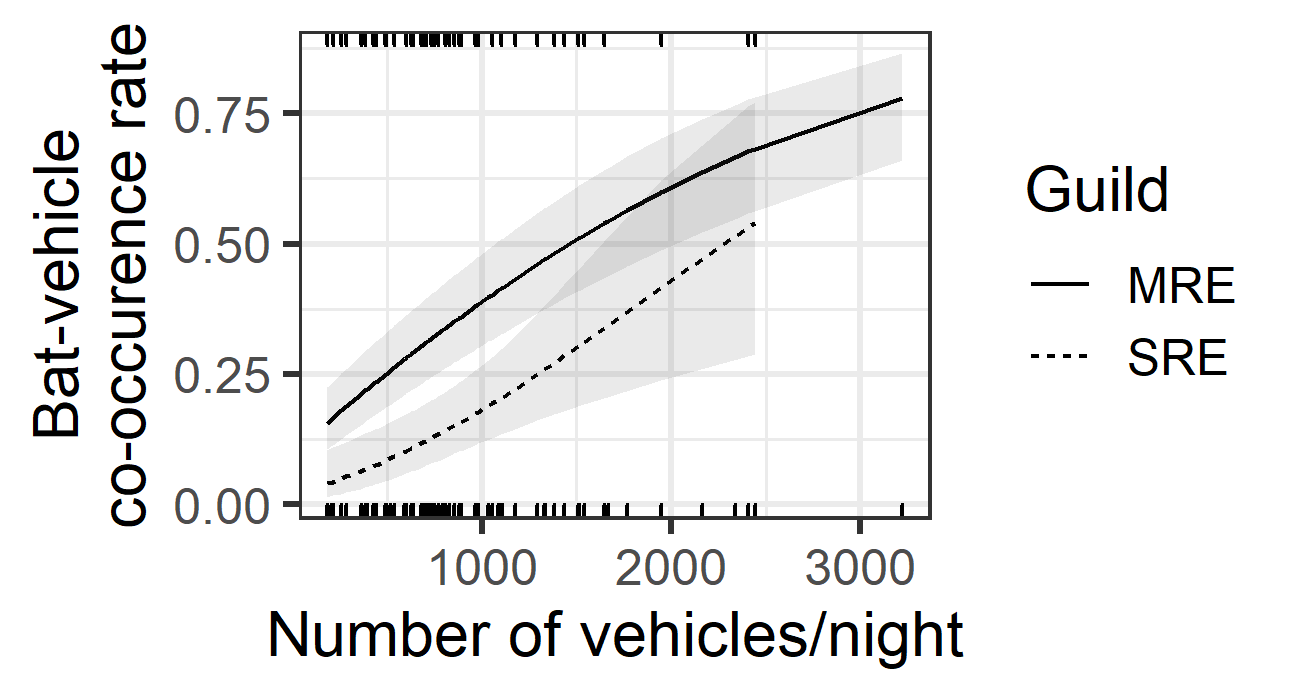 Bat-vehicle
co-occurence rate
0.75
0.50
0.25
0.00
1000 2000 3000
Number of vehicles/night
Guild
MRE
SRE